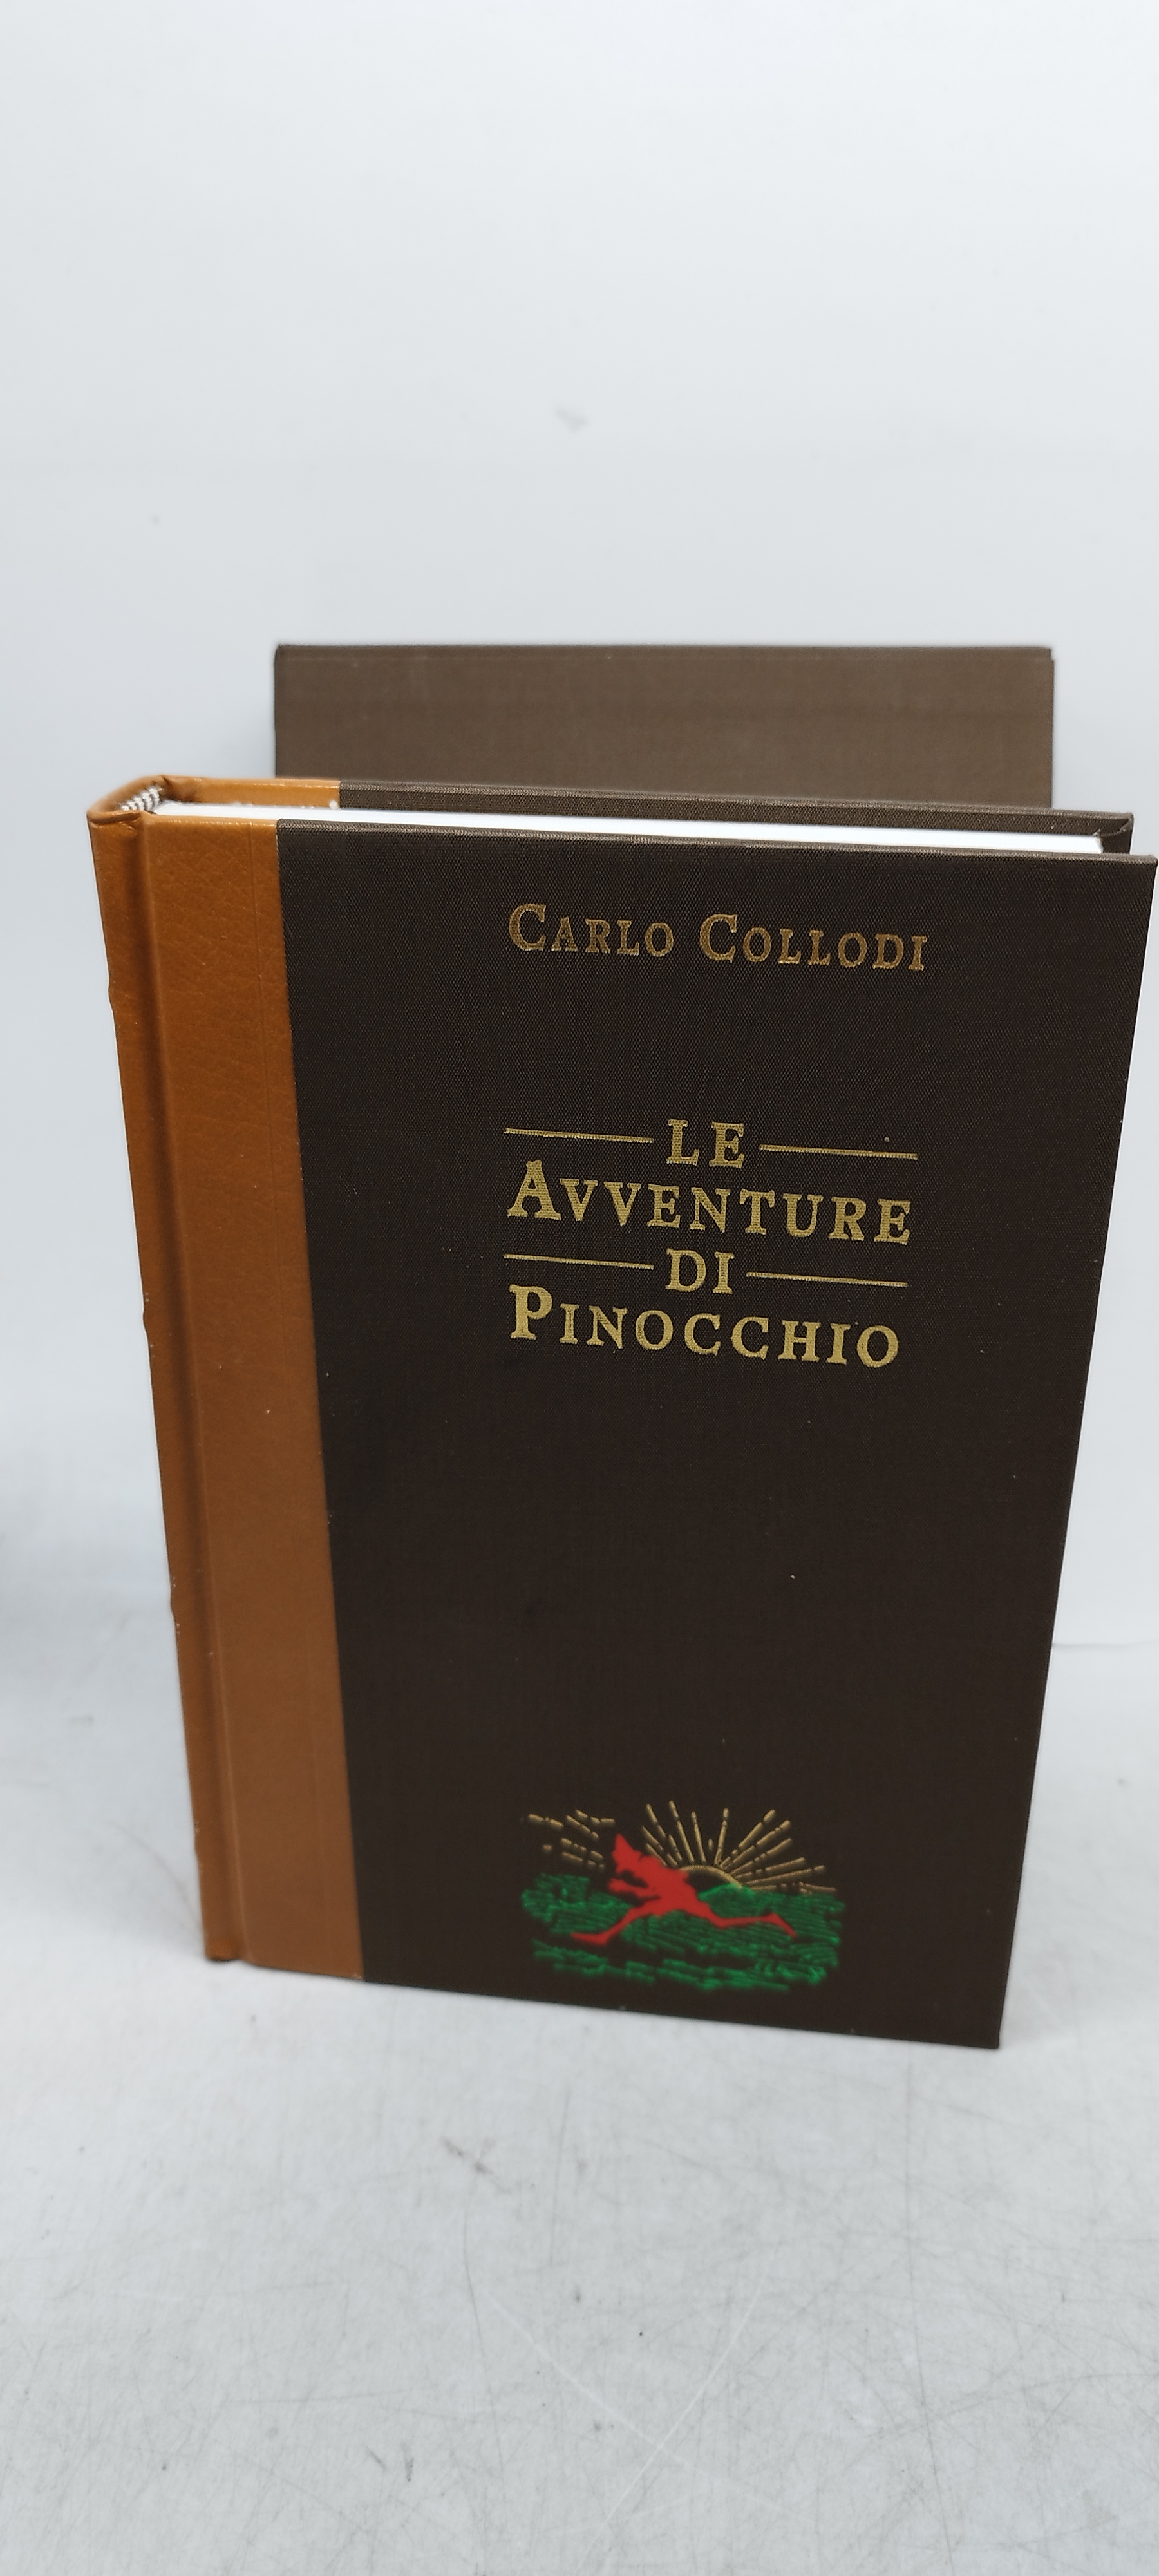 CARLO COLLODI
LE
AVVENTURE
DI
PINOCCHIO